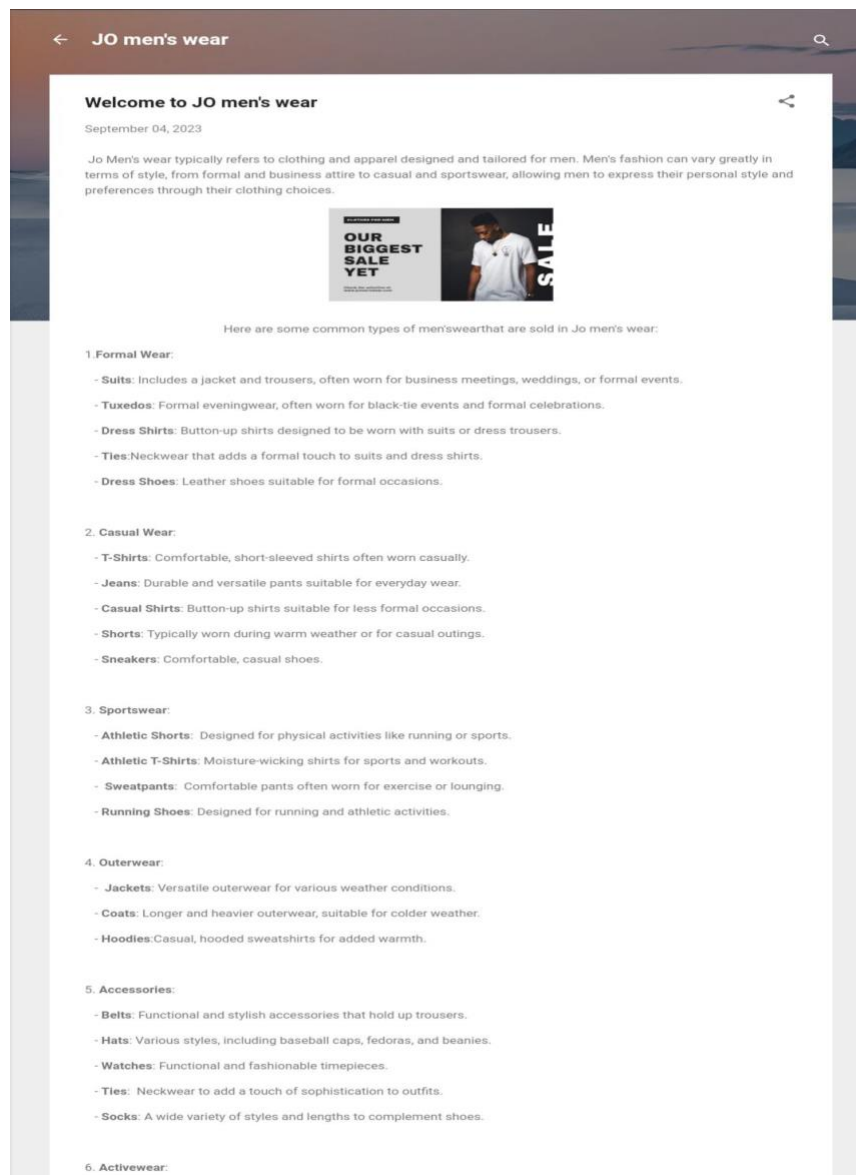 JO men's wear
Welcome to JO men's wear
September 04, 2023
Jo Men's wear typically refers to clothing and apparel designed and tailored for men. Men's fashion can vary greatly in
terms of style, from formal and business attire to casual and sportswear, allowing men to express their personal style and
preferences through their clothing choices.
CLOTHES FOR MEN
OUR
BIGGEST
SALE
YET
SALE
Here are some common types of men'swearthat are sold in Jo men's wear:
1.Formal Wear:
- Suits: Includes a jacket and trousers, often worn for business meetings, weddings, or formal events.
- Tuxedos: Formal eveningwear, often worn for black-tie events and formal celebrations.
- Dress Shirts: Button-up shirts designed to be worn with suits or dress trousers.
- Ties:Neckwear that adds a formal touch to suits and dress shirts.
- Dress Shoes: Leather shoes suitable for formal occasions.
2. Casual Wear:
- T-Shirts: Comfortable, short-sleeved shirts often worn casually.
- Jeans: Durable and versatile pants suitable for everyday wear.
- Casual Shirts: Button-up shirts suitable for less formal occasions.
- Shorts: Typically worn during warm weather or for casual outings.
- Sneakers: Comfortable, casual shoes.
3. Sportswear:
- Athletic Shorts: Designed for physical activities like running or sports.
- Athletic T-Shirts: Moisture-wicking shirts for sports and workouts.
- Sweatpants: Comfortable pants often worn for exercise or lounging.
- Running Shoes: Designed for running and athletic activities.
4. Outerwear:
- Jackets: Versatile outerwear for various weather conditions.
- Coats: Longer and heavier outerwear, suitable for colder weather.
- Hoodies:Casual, hooded sweatshirts for added warmth.
5. Accessories:
- Belts: Functional and stylish accessories that hold up trousers.
- Hats: Various styles, including baseball caps, fedoras, and beanies.
- Watches: Functional and fashionable timepieces.
- Ties: Neckwear to add a touch of sophistication to outfits.
- Socks: A wide variety of styles and lengths to complement shoes.
6. Activewear: